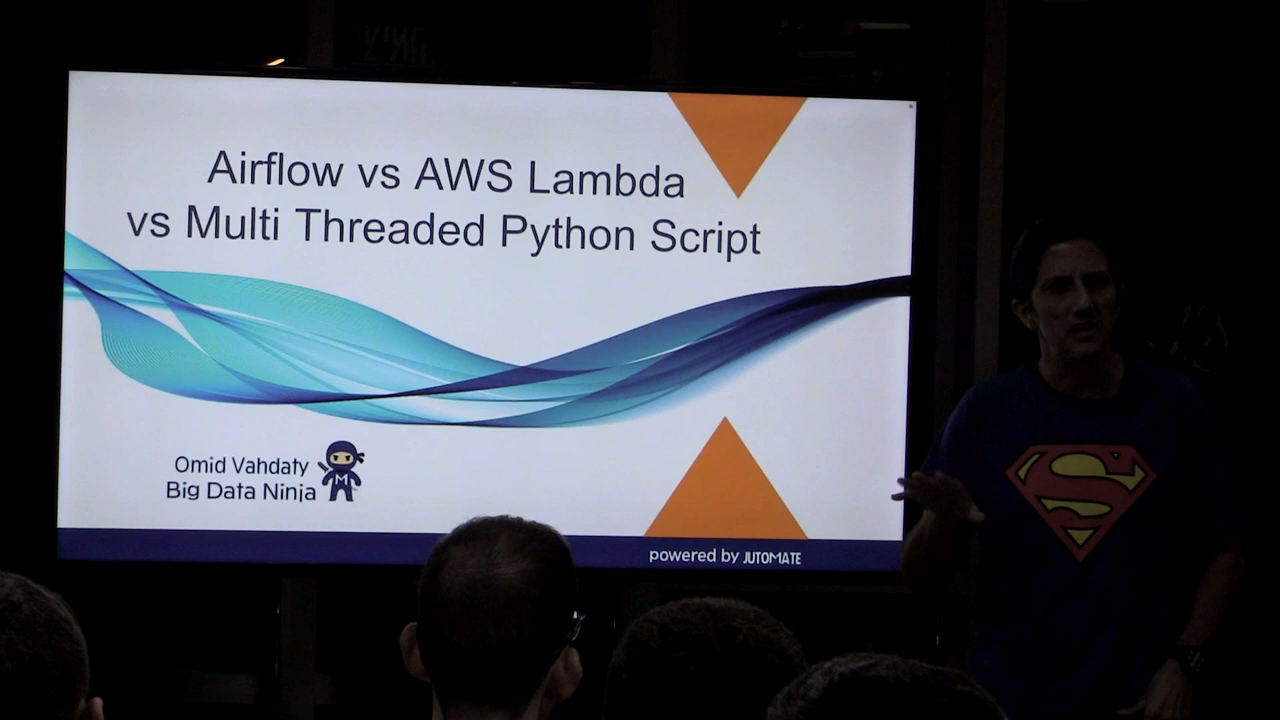 Airflow vs AWS Lambda
vs Multi Threaded Python Script
Omid Vahdaty
Big Data Ninja
M
powered by JUTOMATE
S